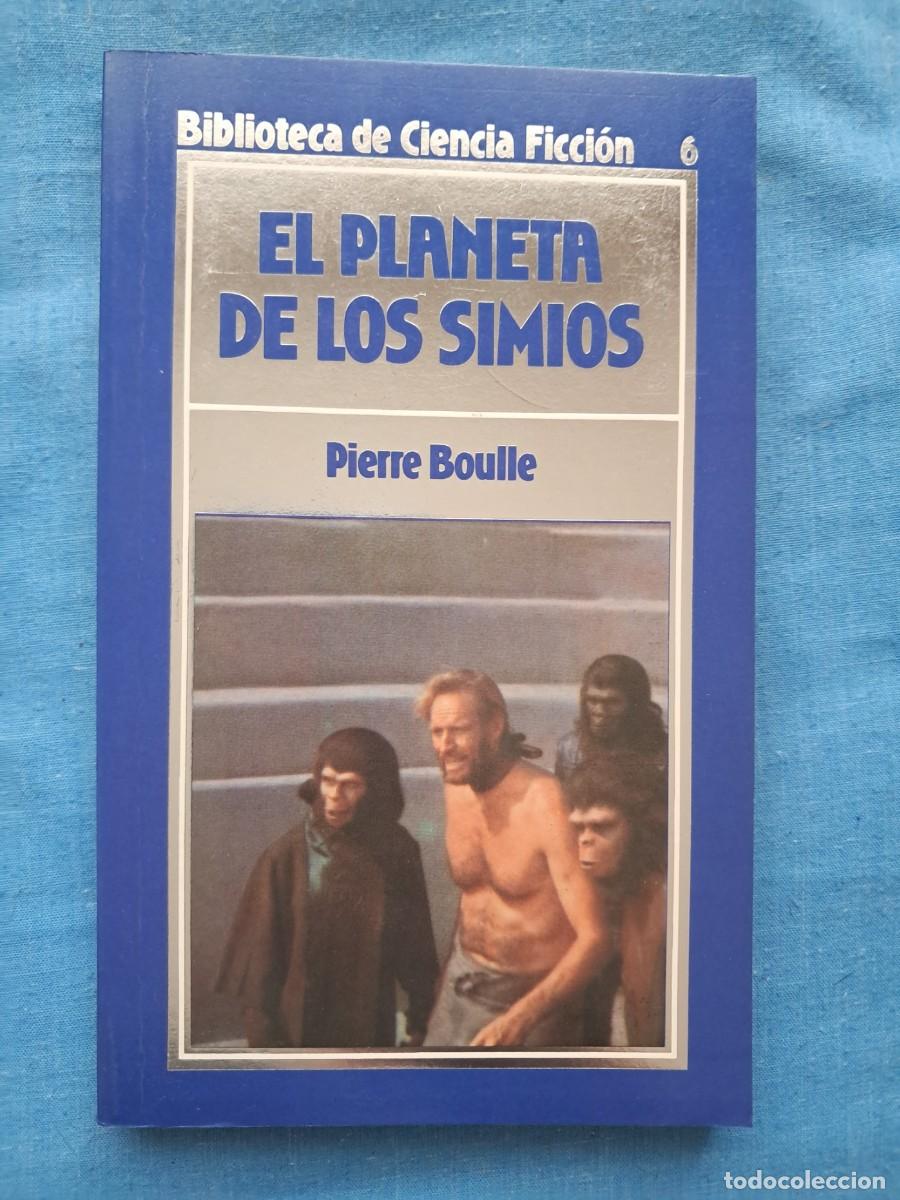 Biblioteca de Ciencia Ficción 6
EL PLANETA
DE LOS SIMIOS
Pierre Boulle
todocoleccion